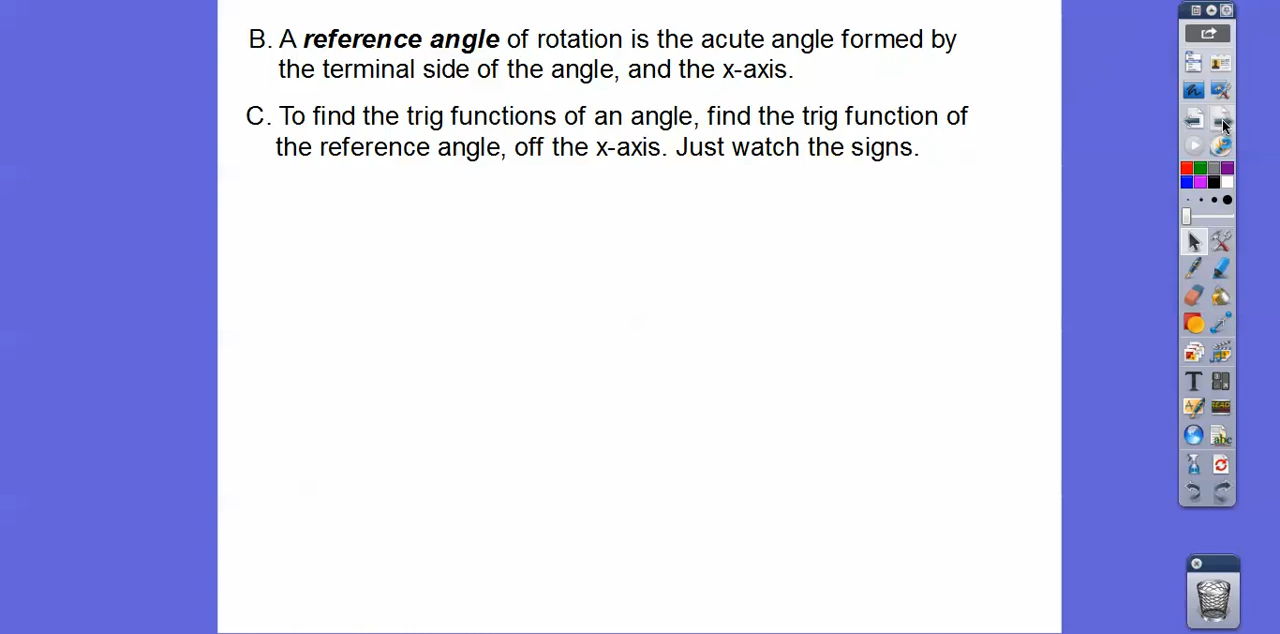 B. A reference angle of rotation is the acute angle formed by
the terminal side of the angle, and the x-axis.
C. To find the trig functions of an angle, find the trig function of
the reference angle, off the x-axis. Just watch the signs.